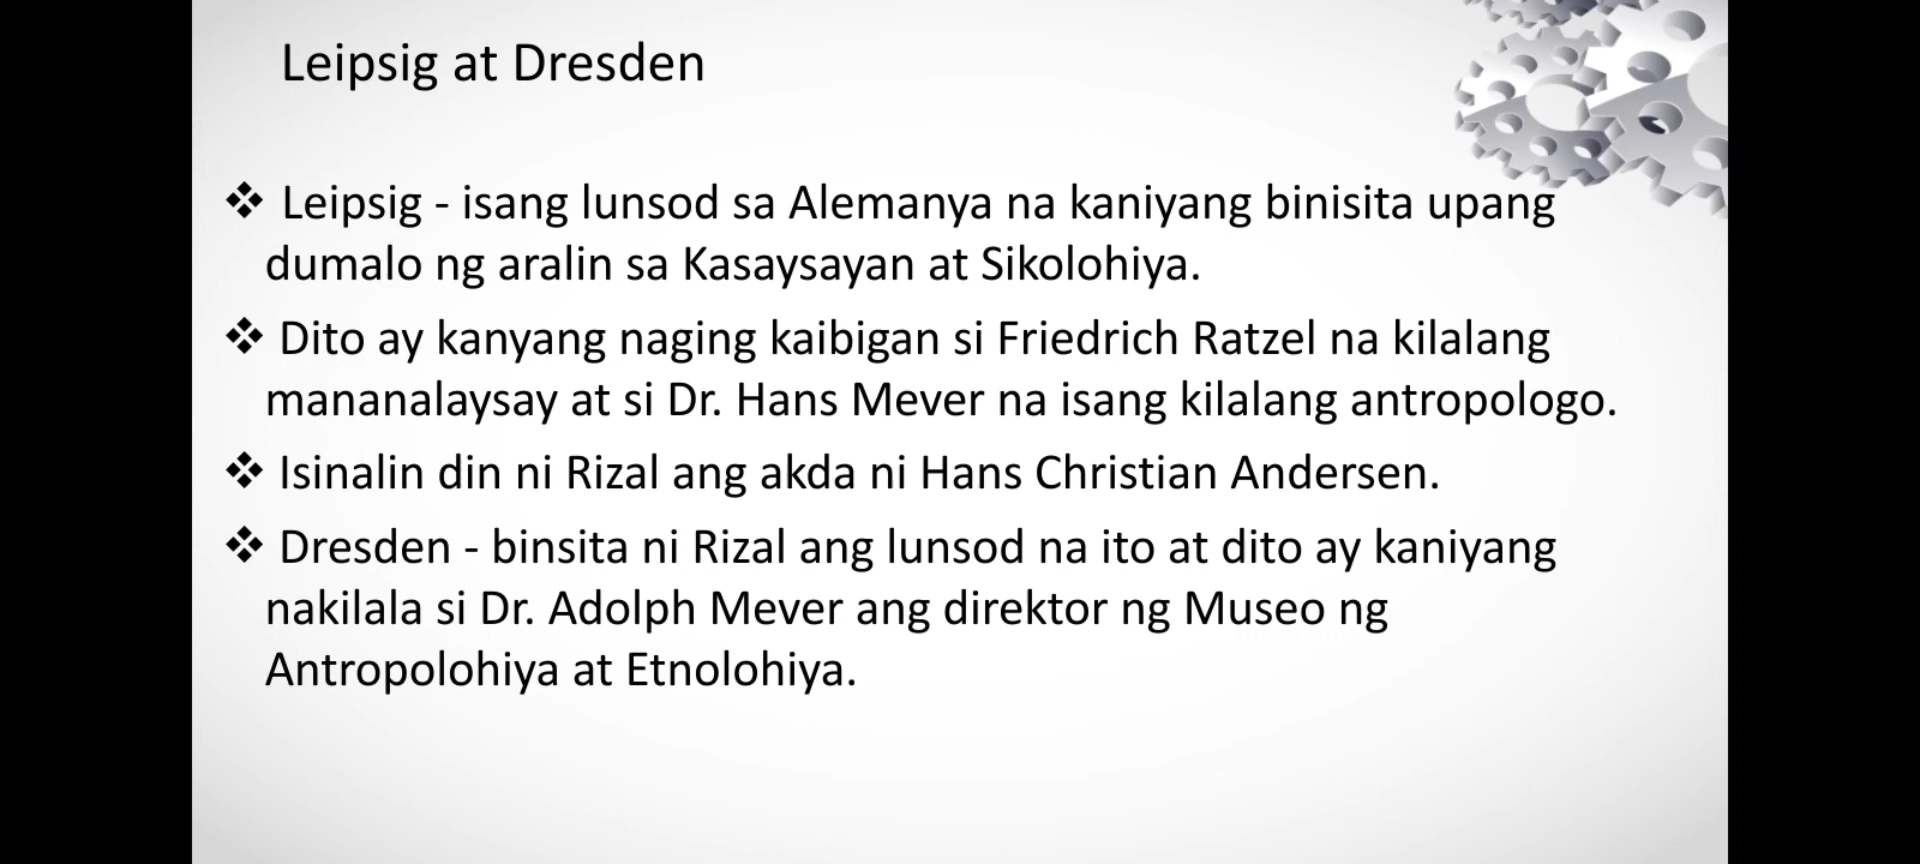 Leipsig at Dresden
❖ Leipsig - isang lunsod sa Alemanya na kaniyang binisita upang
dumalo ng aralin sa Kasaysayan at Sikolohiya.
❖ Dito ay kanyang naging kaibigan si Friedrich Ratzel na kilalang
mananalaysay at si Dr. Hans Mever na isang kilalang antropologo.
❖ Isinalin din ni Rizal ang akda ni Hans Christian Andersen.
❖ Dresden - binsita ni Rizal ang lunsod na ito at dito ay kaniyang
nakilala si Dr. Adolph Mever ang direktor ng Museo ng
Antropolohiya at Etnolohiya.